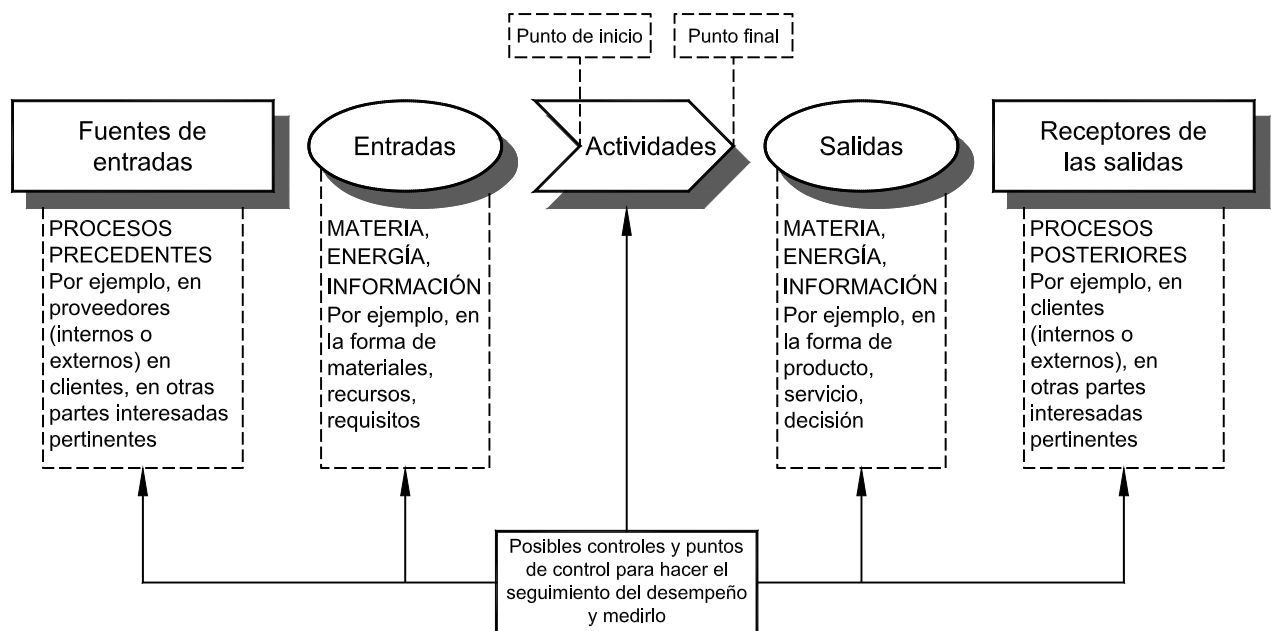 Punto de inicio
Punto final
Fuentes de
entradas
Entradas
Actividades
Salidas
Receptores de
las salidas
PROCESOS
PRECEDENTES
Por ejemplo, en
proveedores
(internos o
externos) en
clientes, en otras
partes interesadas
pertinentes
MATERIA,
ENERGÍA,
INFORMACIÓN
Por ejemplo, en
la forma de
materiales,
recursos,
requisitos
MATERIA,
ENERGÍA,
INFORMACIÓN
Por ejemplo, en
la forma de
producto,
servicio,
decisión
PROCESOS
POSTERIORES
Por ejemplo, en
clientes
(internos o
externos), en
otras partes
interesadas
pertinentes
Posibles controles y puntos
de control para hacer el
seguimiento del desempeño
y medirlo